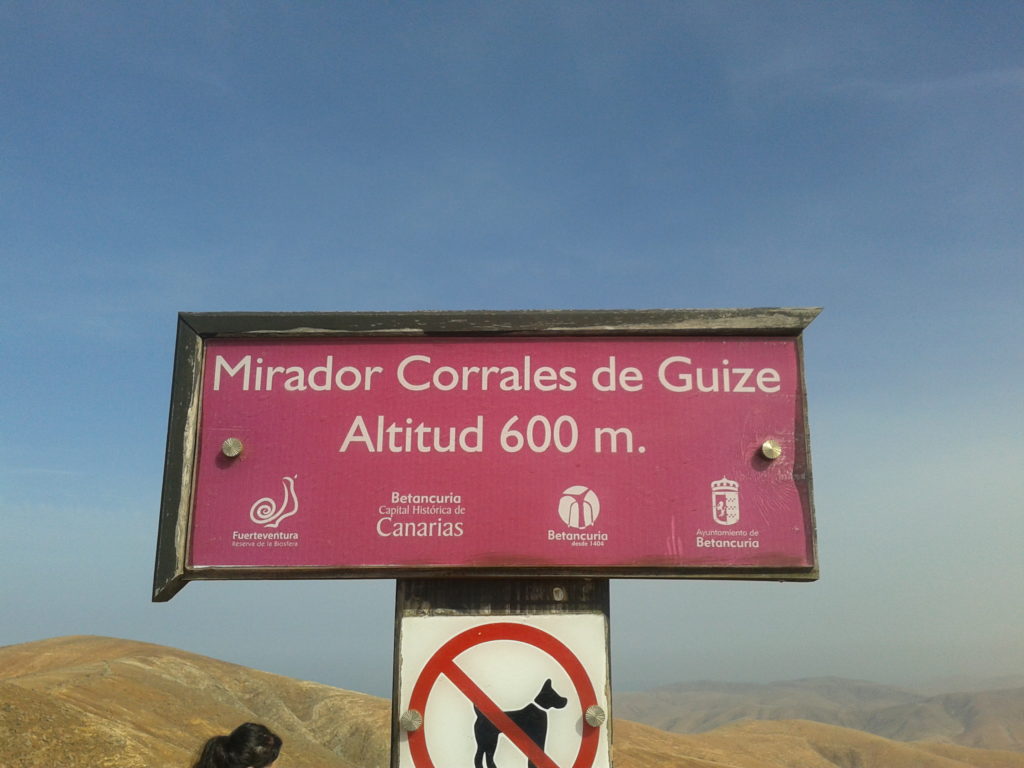 Mirador Corrales de Guize
Altitud 600 m.
Fuerteventura
Reserva de la Biosfera
Betancuria
Capital Histórica de
Canarias
Betancuria
desde 1404
Ayuntamiento de
Betancuria